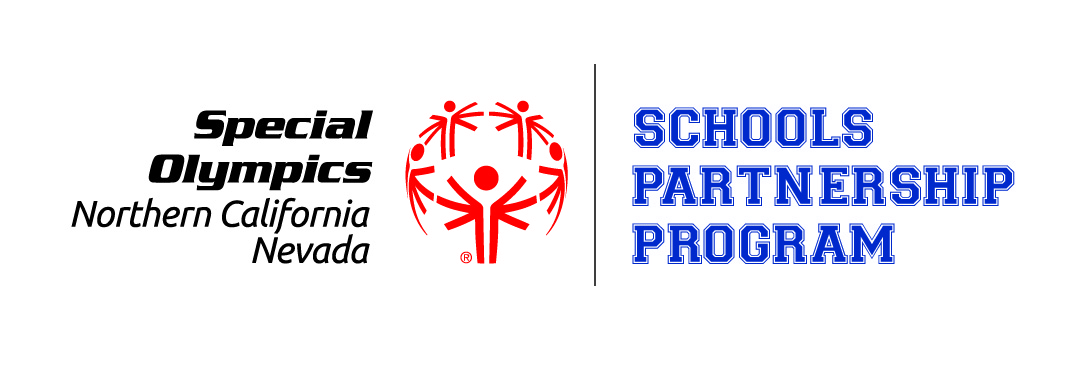 Special
Olympics
Northern California
Nevada
®
SCHOOLS
PARTNERSHIP
PROGRAM